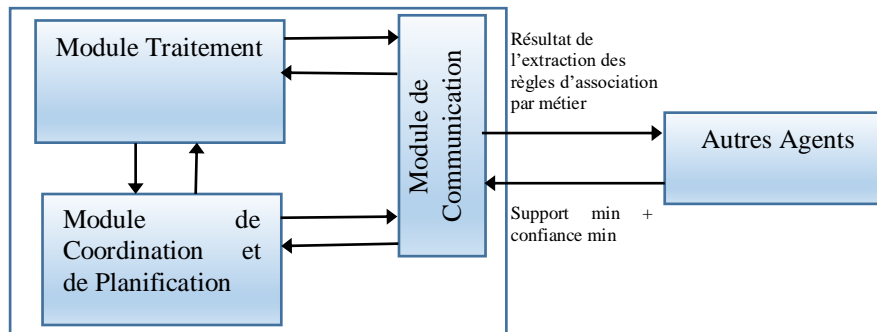 Module Traitement
Module de
Communication
Résultat de
l'extraction des
règles d'association
par métier
Autres Agents
Module de
Coordination et
de Planification
Support min +
confiance min